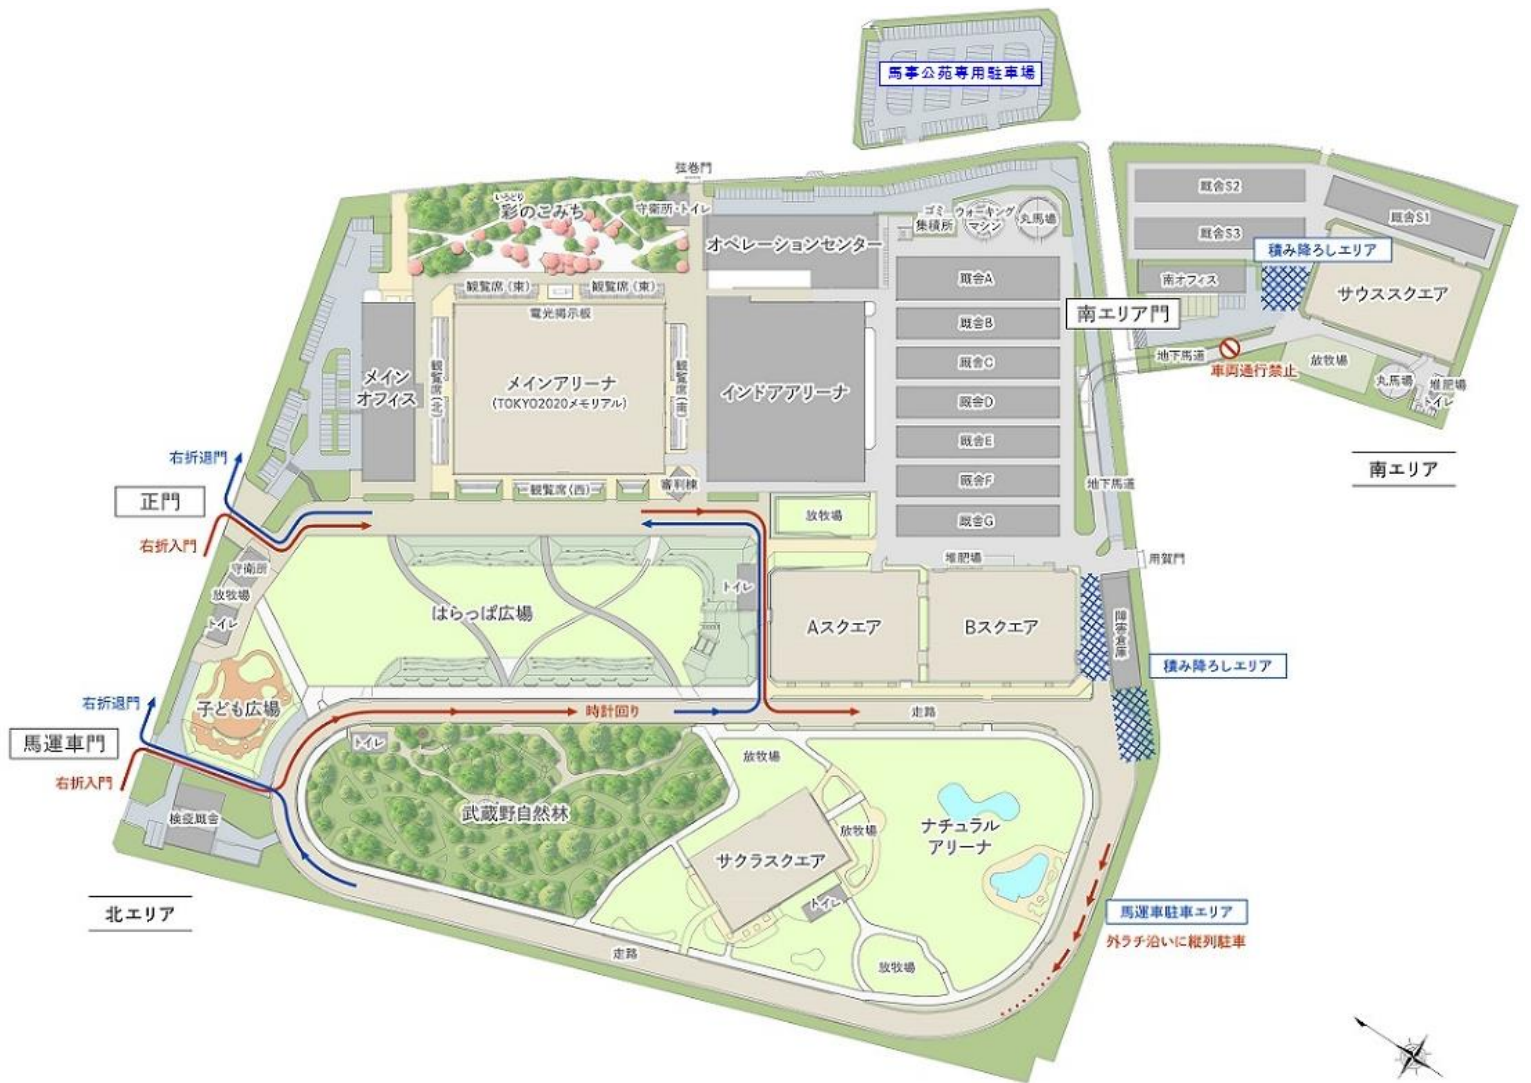 馬事公苑専用駐車場
弦巻門
いろどり
彩のこみち
守衛所・トイレ
オペレーションセンター
ゴミ
集積所
ウォーキング
マシン
丸馬場
厩舎S2
厩舎S1
厩舎S3
積み降ろしエリア
南オフィス
サウススクエア
観覧席（東）
観覧席（東）
電光掲示板
厩舎A
厩舎B
厩舎C
厩舎D
厩舎E
厩舎F
厩舎G
南エリア門
地下馬道
車両通行禁止
放牧場
丸馬場
堆肥場
トイレ
南エリア
メイン
オフィス
観覧席（北）
メインアリーナ
（TOKYO2020メモリアル）
観覧席（南）
インドアアリーナ
観覧席（西）
審判棟
地下馬道
右折退門
正門
右折入門
放牧場
堆肥場
用賀門
守衛所
放牧場
トイレ
はらっぱ広場
トイレ
Aスクエア
Bスクエア
障害倉庫
積み降ろしエリア
子ども広場
右折退門
馬運車門
右折入門
時計回り
走路
トイレ
放牧場
検疫厩舎
武蔵野自然林
サクラスクエア
放牧場
ナチュラル
アリーナ
トイレ
北エリア
馬運車駐車エリア
外ラチ沿いに縦列駐車
走路
放牧場